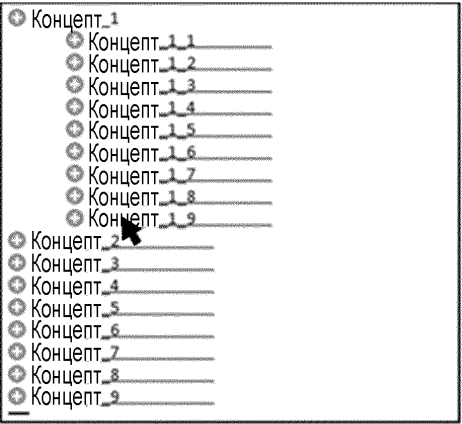 Концепт_1
Концепт_1_1
Концепт_1_2
Концепт_1_3
Концепт_1_4
Концепт_1_5
Концепт_1_6
Концепт_1_7
Концепт_1_8
Концепт_1_9
Концепт_2
Концепт_3
Концепт_4
Концепт_5
Концепт_6
Концепт_7
Концепт_8
Концепт_9